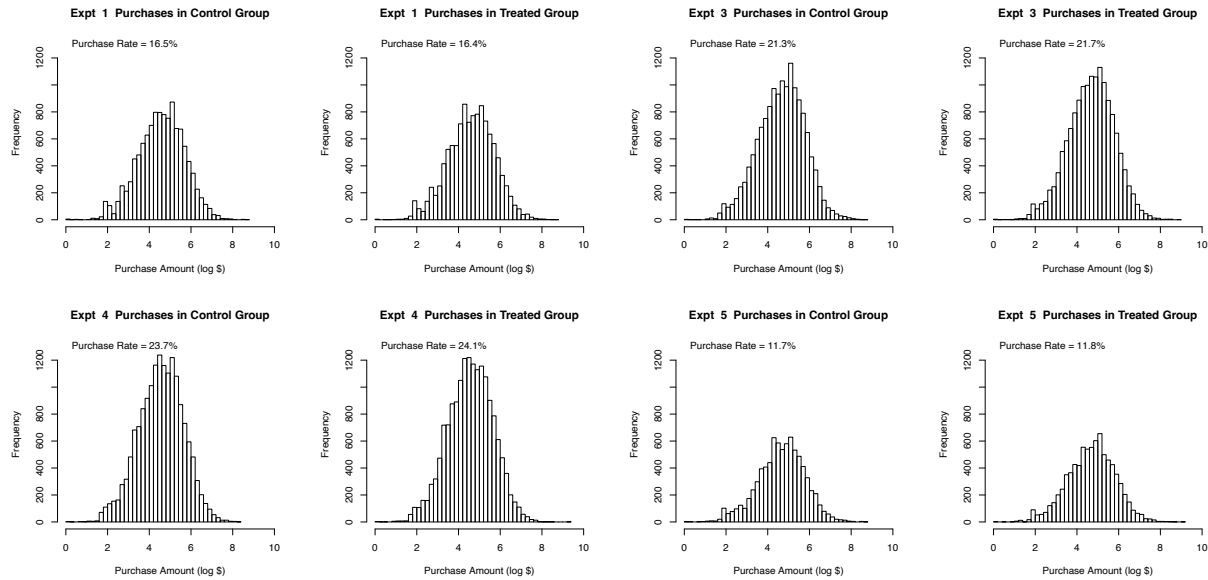 Expt 1 Purchases in Control Group
Purchase Rate = 16.5%
Frequency
0 200 400 600 800 1200
0 2 4 6 8 10
Purchase Amount (log $)
Expt 1 Purchases in Treated Group
Purchase Rate = 16.4%
Frequency
0 200 400 600 800 1200
0 2 4 6 8 10
Purchase Amount (log $)
Expt 3 Purchases in Control Group
Purchase Rate = 21.3%
Frequency
0 200 400 600 800 1200
0 2 4 6 8 10
Purchase Amount (log $)
Expt 3 Purchases in Treated Group
Purchase Rate = 21.7%
Frequency
0 200 400 600 800 1200
0 2 4 6 8 10
Purchase Amount (log $)
Expt 4 Purchases in Control Group
Purchase Rate = 23.7%
Frequency
0 200 400 600 800 1200
0 2 4 6 8 10
Purchase Amount (log $)
Expt 4 Purchases in Treated Group
Purchase Rate = 24.1%
Frequency
0 200 400 600 800 1200
0 2 4 6 8 10
Purchase Amount (log $)
Expt 5 Purchases in Control Group
Purchase Rate = 11.7%
Frequency
0 200 400 600 800 1200
0 2 4 6 8 10
Purchase Amount (log $)
Expt 5 Purchases in Treated Group
Purchase Rate = 11.8%
Frequency
0 200 400 600 800 1200
0 2 4 6 8 10
Purchase Amount (log $)